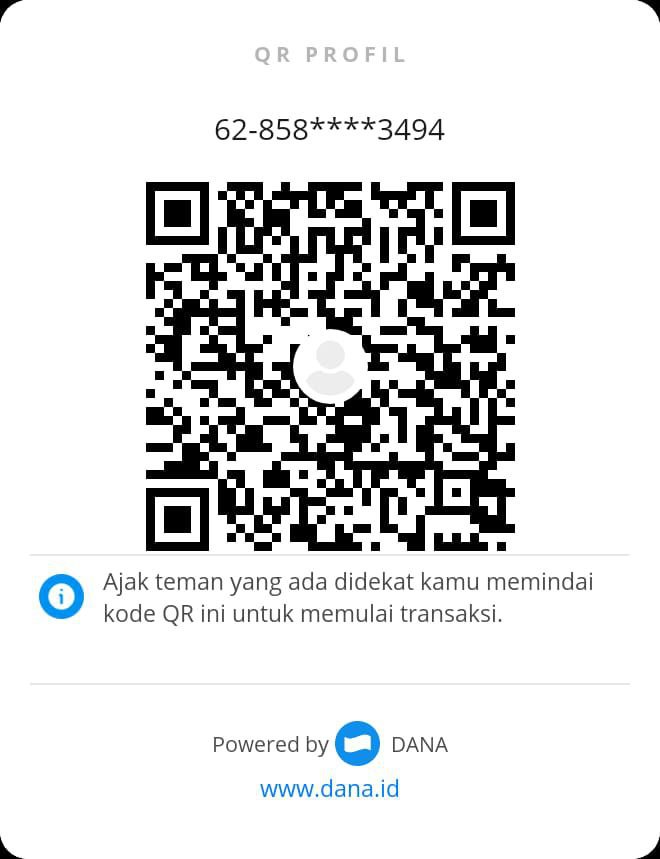 QR PROFIL
62-858****3494
Ajak teman yang ada didekat kamu memindai
kode QR ini untuk memulai transaksi.
Powered by DANA
www.dana.id